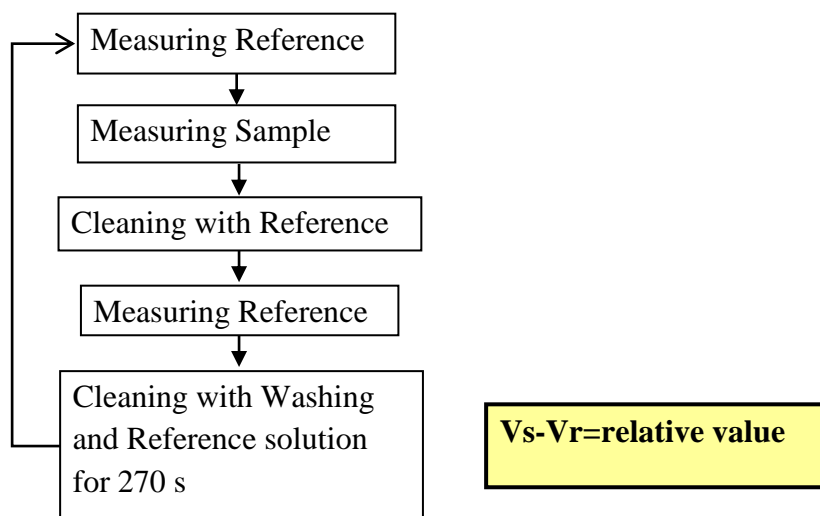 Measuring Reference
Measuring Sample
Cleaning with Reference
Measuring Reference
Cleaning with Washing
and Reference solution
for 270 s
Vs-Vr=relative value